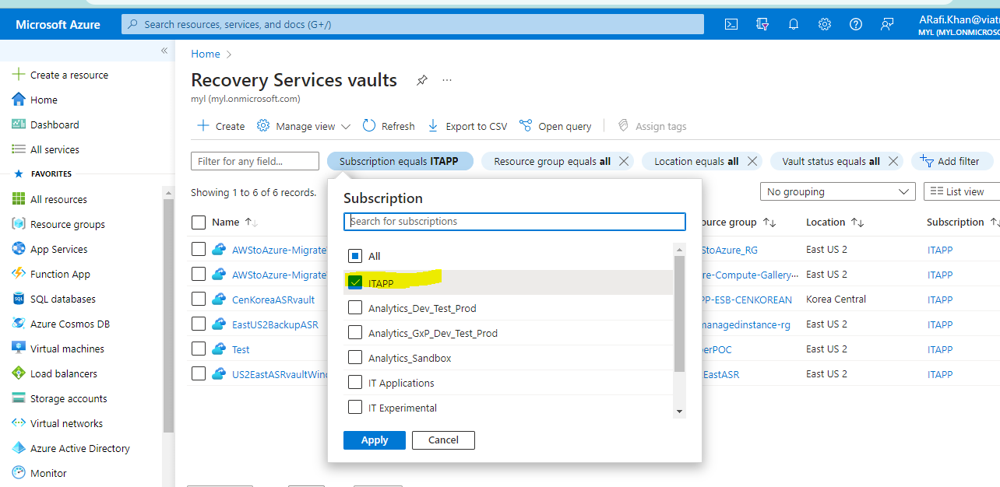 Microsoft Azure
Search resources, services, and docs (G+/)
ARafi.Khan@viat
MYL (MYL.ONMICROSO
«
Create a resource
Home
Dashboard
All services
FAVORITES
All resources
Resource groups
App Services
Function App
SQL databases
Azure Cosmos DB
Virtual machines
Load balancers
Storage accounts
Virtual networks
Azure Active Directory
Monitor
Home >
Recovery Services vaults
...
myl (myl.onmicrosoft.com)
Create Manage view Refresh Export to CSV Open query Assign tags
Filter for any field... Subscription equals ITAPP Resource group equals all Location equals all Vault status equals all Add filter
Showing 1 to 6 of 6 records.
No grouping List view
Name ource group Location Subscription
AWStoAzure-Migrate StoAzure_RG East US 2 ITAPP
AWStoAzure-Migrate re-Compute-Gallery... East US 2 ITAPP
CenKoreaASRvault PP-ESB-CENKOREAN Korea Central ITAPP
EastUS2BackupASR managedinstance-rg East US 2 ITAPP
Test erPOC East US 2 ITAPP
US2EastASRvaultWin EastASR East US 2 ITAPP
Subscription
Search for subscriptions
All
ITAPP
Analytics_Dev_Test_Prod
Analytics_GxP_Dev_Test_Prod
Analytics_Sandbox
IT Applications
IT Experimental
Apply Cancel